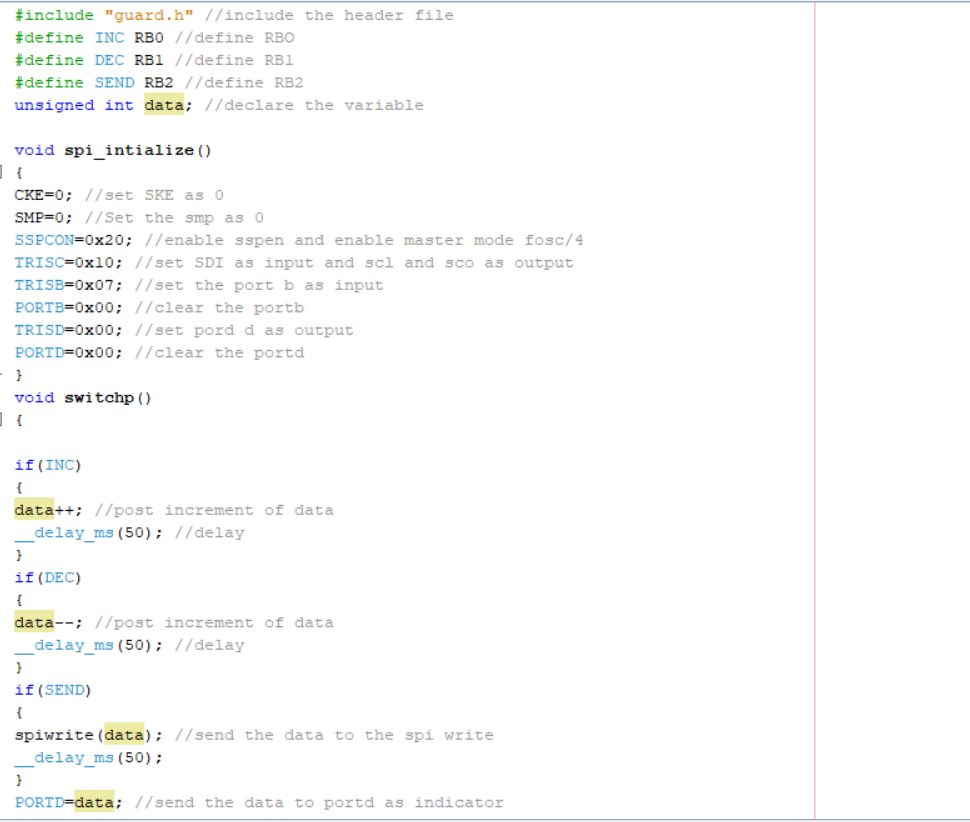 #include "guard.h" //include the header file
#define INC RB0 //define RBO
#define DEC RB1 //define RB1
#define SEND RB2 //define RB2
unsigned int data; //declare the variable
void spi_intialize()
{
CKE=0; //set SKE as 0
SMP=0; //Set the smp as 0
SSPCON=0x20; //enable sspen and enable master mode fosc/4
TRISC=0x10; //set SDI as input and scl and sco as output
TRISB=0x07; //set the port b as input
PORTB=0x00; //clear the portb
TRISD=0x00; //set pord d as output
PORTD=0x00; //clear the portd
}
void switchp()
{
if(INC)
{
data++; //post increment of data
__delay_ms(50); //delay
}
if(DEC)
{
data--; //post increment of data
__delay_ms(50); //delay
}
if(SEND)
{
spiwrite(data); //send the data to the spi write
__delay_ms(50);
}
PORTD=data; //send the data to portd as indicator